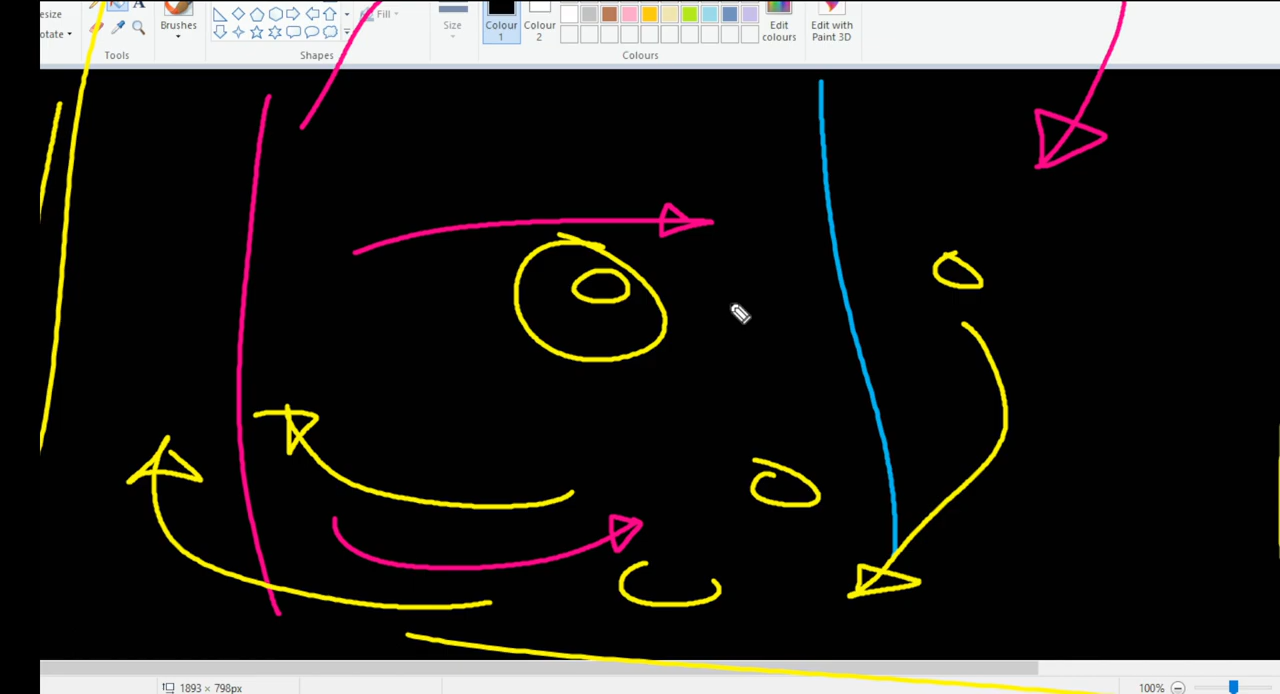 esize
otate
A
Tools
Brushes
Shapes
Fill
Size
Colour
1
Colour
2
Edit
colours
Edit with
Paint 3D
Colours
1893 × 798px
100%